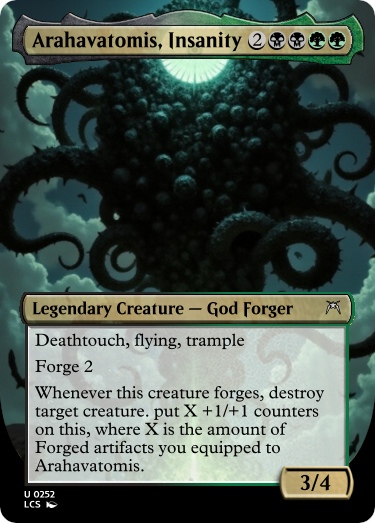 Arahavatomis, Insanity 2
Legendary Creature — God Forger
Deathtouch, flying, trample
Forge 2
Whenever this creature forges, destroy
target creature. put X +1/+1 counters
on this, where X is the amount of
Forged artifacts you equipped to
Arahavatomis.
3/4
U 0252
LCS